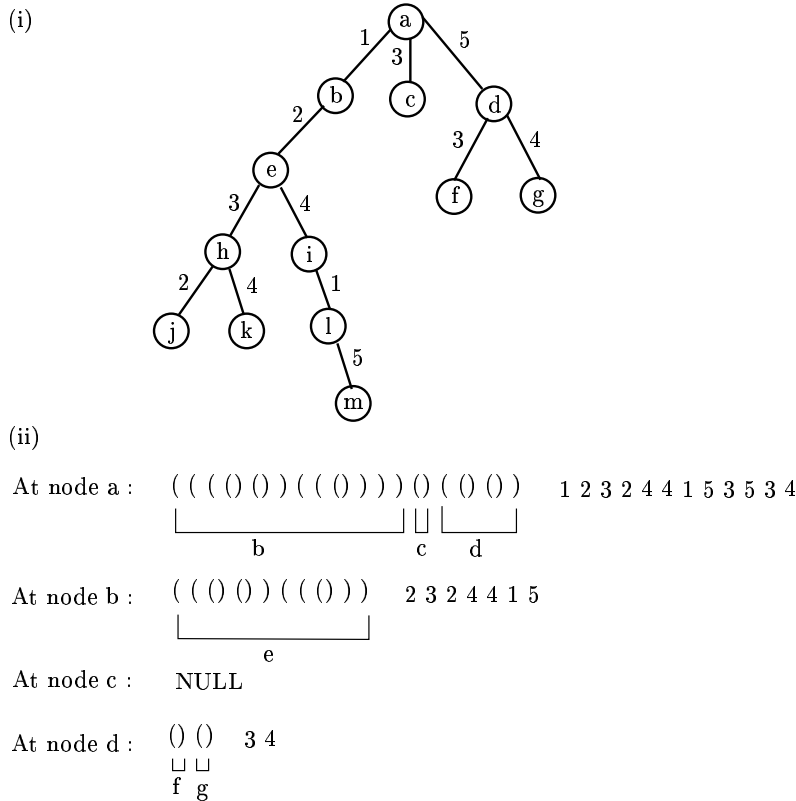 (i)
a
1 3 5
b c d
2 3 4
e f g
3 4
h i
2 4 1
j k l
5
m
(ii)
At node a : ( ( ( () () ) ( ( () ) ) ) () ( () () ) 1 2 3 2 4 4 1 5 3 5 3 4
b c d
At node b : ( ( () () ) ( ( () ) ) 2 3 2 4 4 1 5
e
At node c : NULL
At node d : () () 3 4
f g